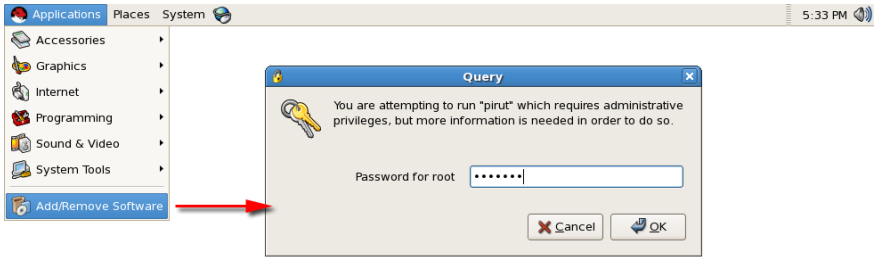 Applications Places System 5:33 PM
Accessories
Graphics
Internet
Programming
Sound & Video
System Tools
Add/Remove Software
Query
You are attempting to run "pirut" which requires administrative
privileges, but more information is needed in order to do so.
Password for root •••••••
Cancel OK